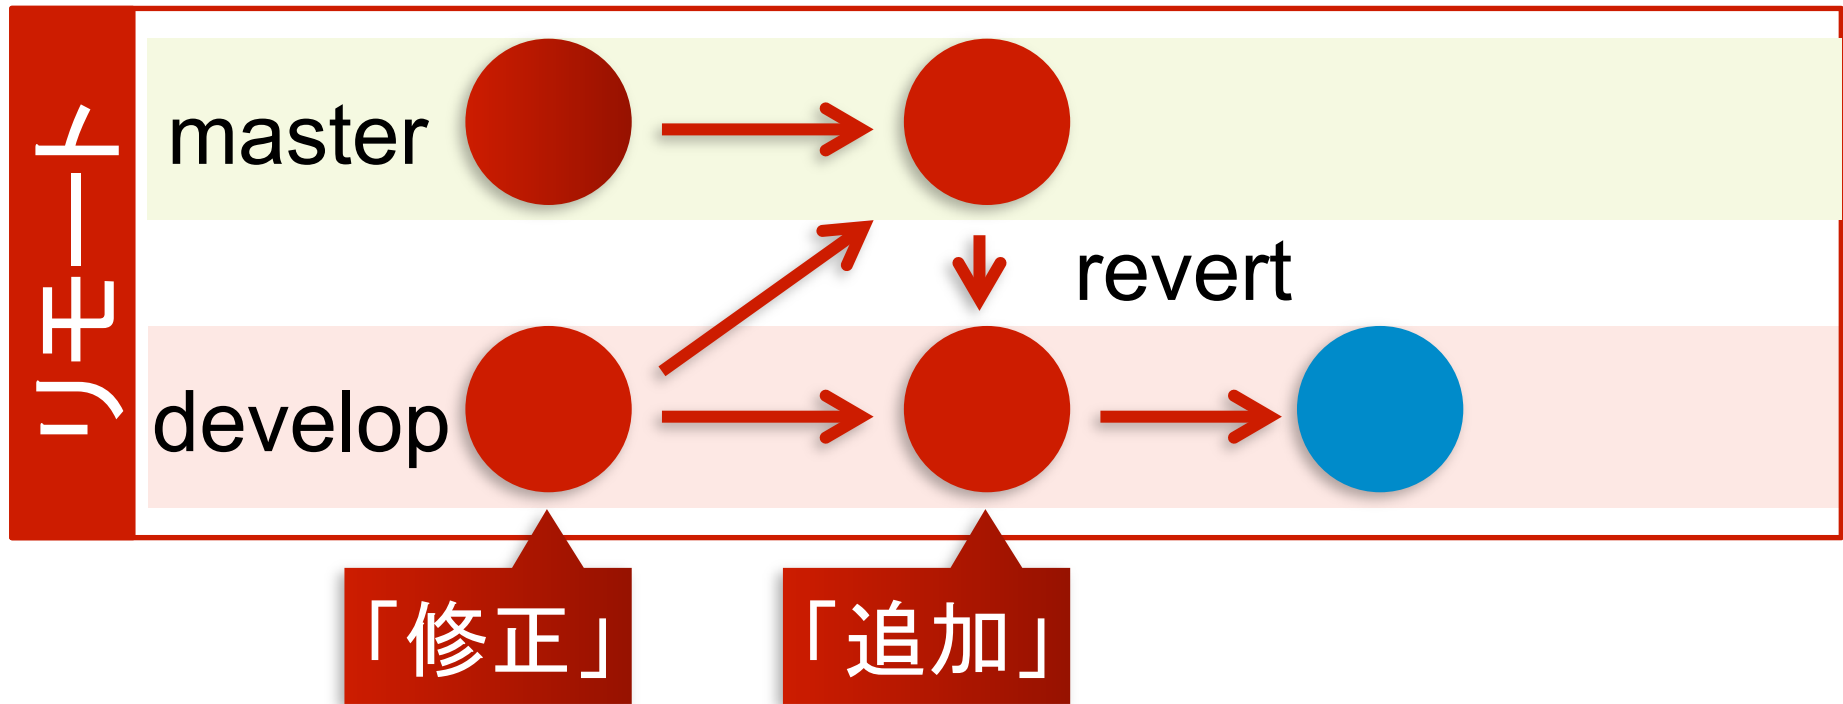 リモート
master
revert
develop
「修正」
「追加」